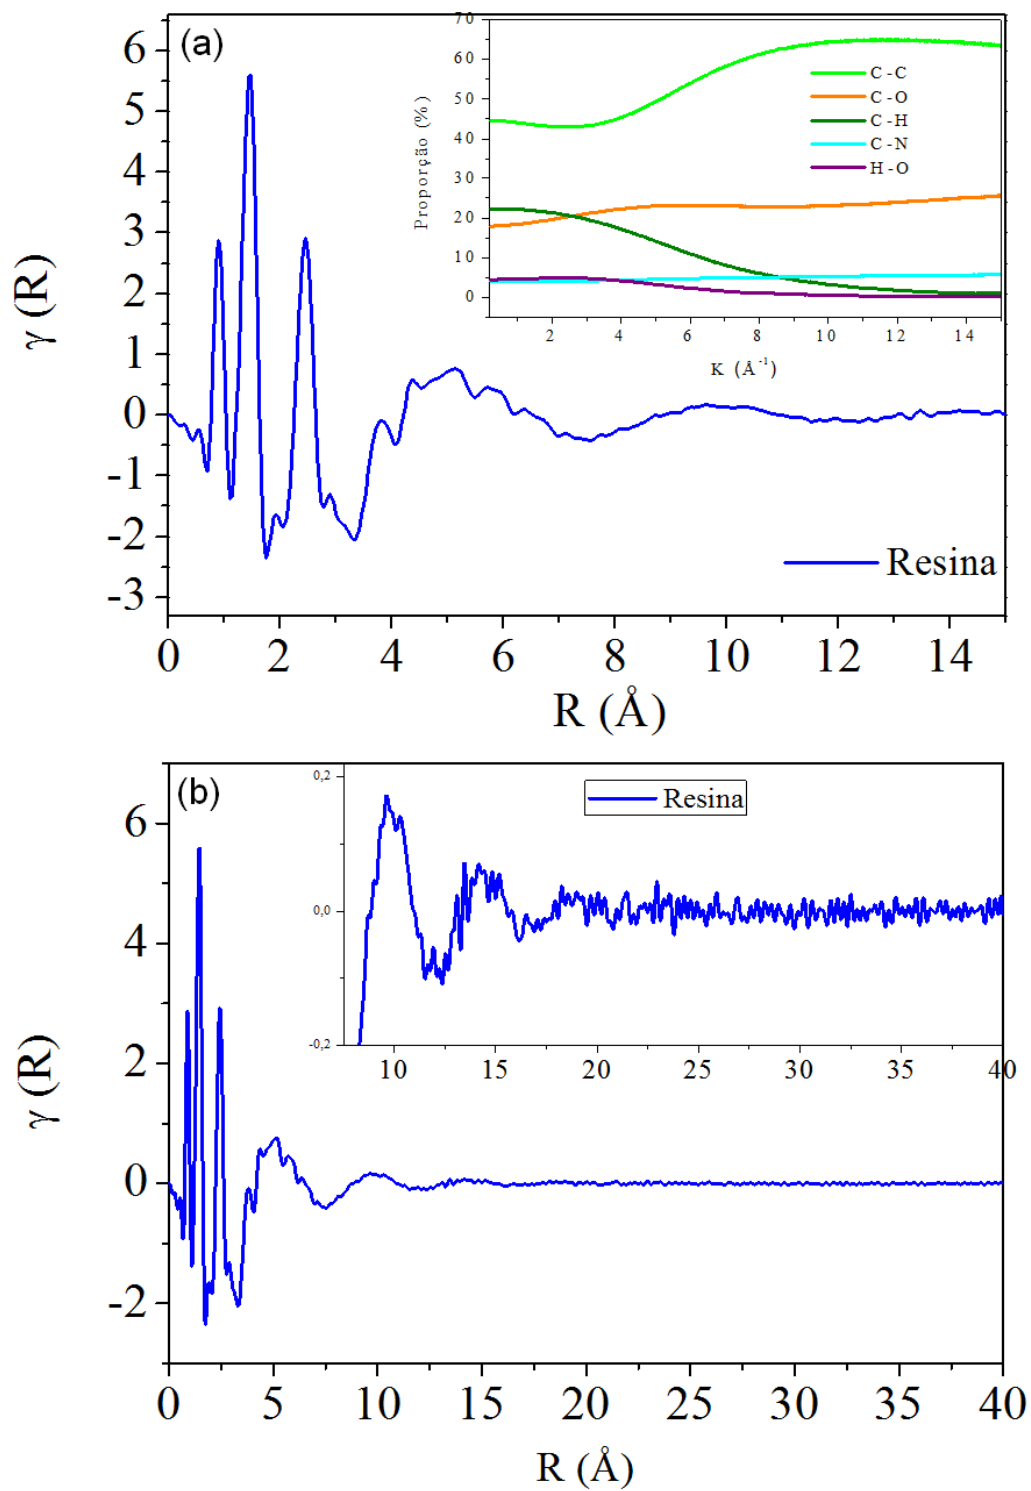 (a)
γ (R)
6
5
4
3
2
1
0
-1
-2
-3
0 2 4 6 8 10 12 14
R (Å)
Resina
70
60
50
40
30
20
10
0
Proporção (%)
2 4 6 8 10 12 14
K (Å⁻¹)
C-C
C-O
C-H
C-N
H-O
(b)
γ (R)
6
4
2
0
-2
0 5 10 15 20 25 30 35 40
R (Å)
0,2
0,0
-0,2
10 15 20 25 30 35 40
Resina